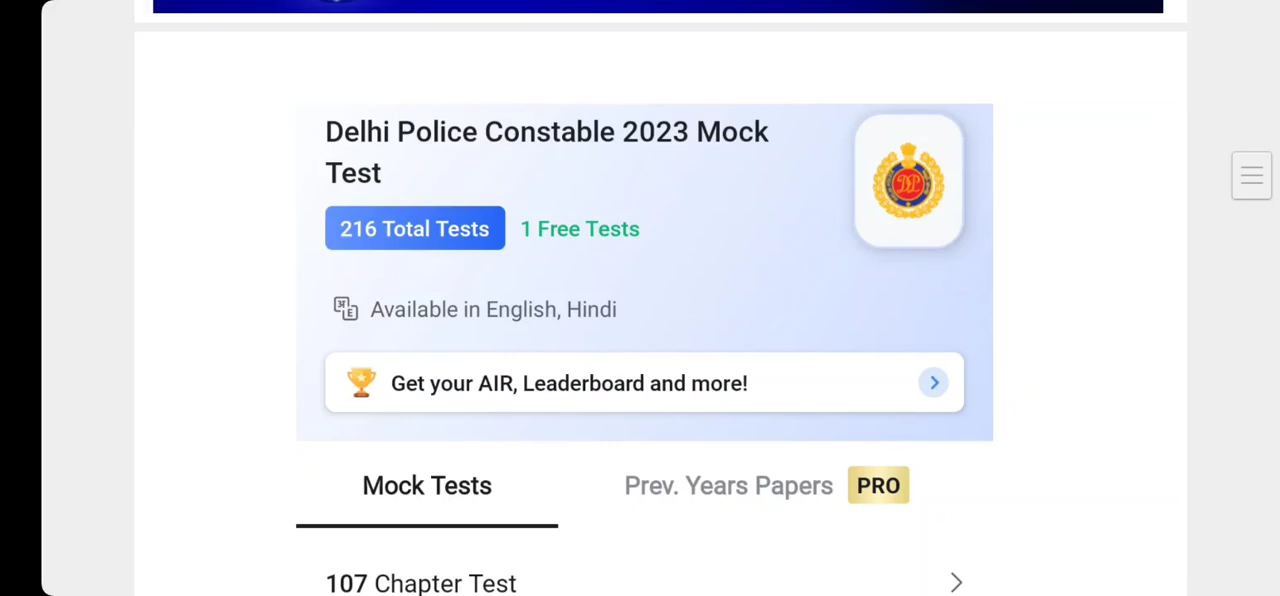 Delhi Police Constable 2023 Mock
Test
216 Total Tests
1 Free Tests
Available in English, Hindi
Get your AIR, Leaderboard and more!
Mock Tests
Prev. Years Papers PRO
107 Chapter Test